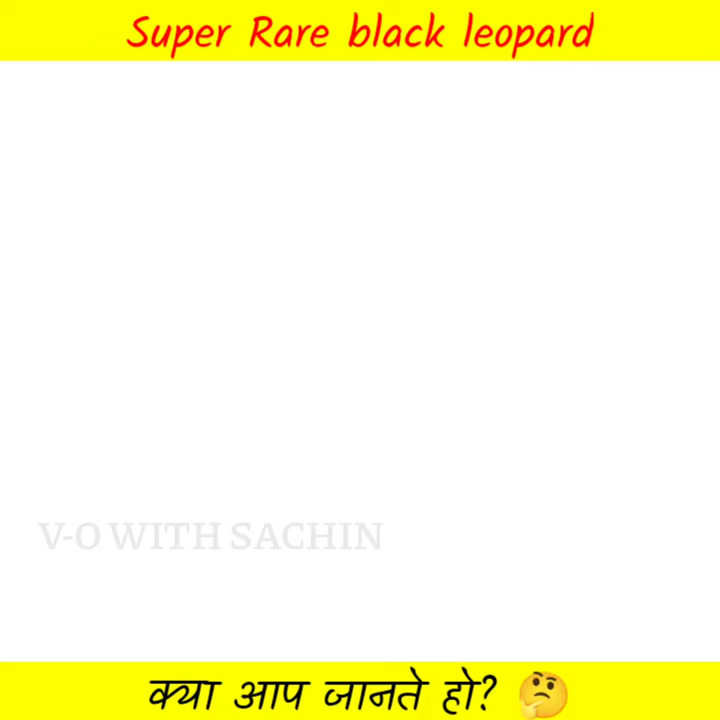 Super Rare black leopard
V-O WITH SACHIN
क्या आप जानते हो? 🤔